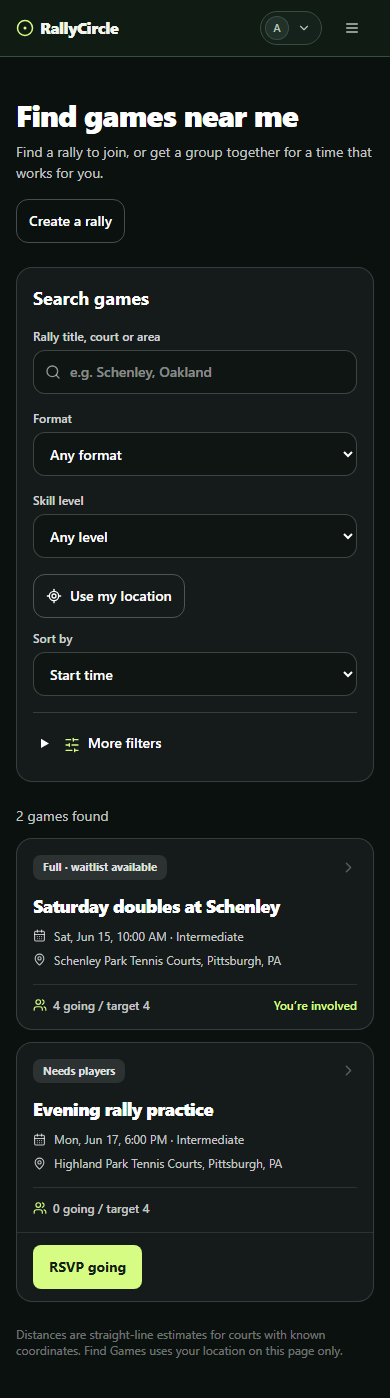 RallyCircle
A
Find games near me
Find a rally to join, or get a group together for a time that
works for you.
Create a rally
Search games
Rally title, court or area
e.g. Schenley, Oakland
Format
Any format
Skill level
Any level
Use my location
Sort by
Start time
More filters
2 games found
Full · waitlist available
Saturday doubles at Schenley
Sat, Jun 15, 10:00 AM · Intermediate
Schenley Park Tennis Courts, Pittsburgh, PA
4 going / target 4
You're involved
Needs players
Evening rally practice
Mon, Jun 17, 6:00 PM · Intermediate
Highland Park Tennis Courts, Pittsburgh, PA
0 going / target 4
RSVP going
Distances are straight-line estimates for courts with known
coordinates. Find Games uses your location on this page only.